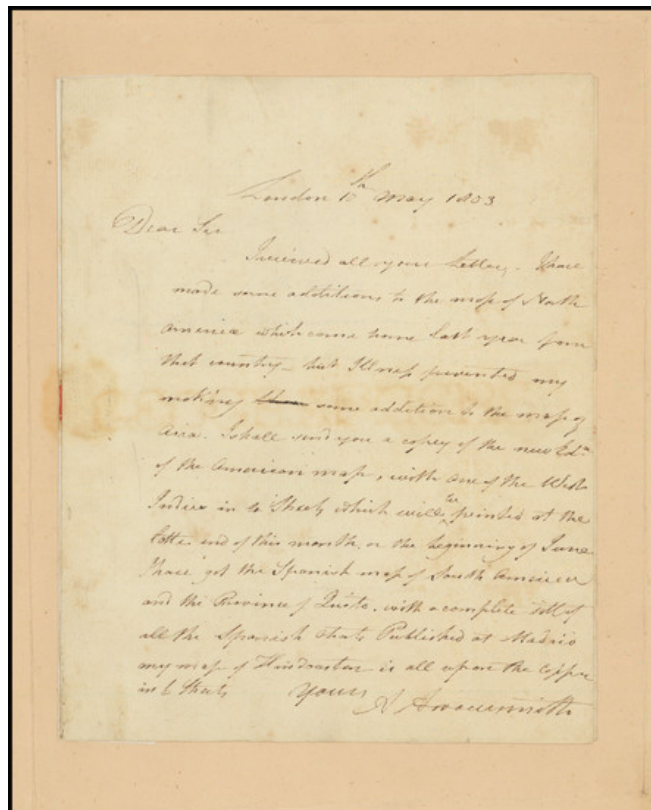 London 10th May 1803
Dear Sir
I received all your Letters. I have
made some additions to the map of North
America which came home last year from
that country – but Illness prevented my
making some addition to the map of
Asia. I shall send you a copy of the new Edn
of the American map, with one of the West
Indies in 4 Sheets which will be printed at the
latter end of this month, or the beginning of June
I have got the Spanish map of South America
and the Province of Quito. with a complete sett of
all the Spanish Charts Published at Madrid
my map of Hindoostan is all upon the Copper
in 6 Sheets Yours
A Arrowsmith